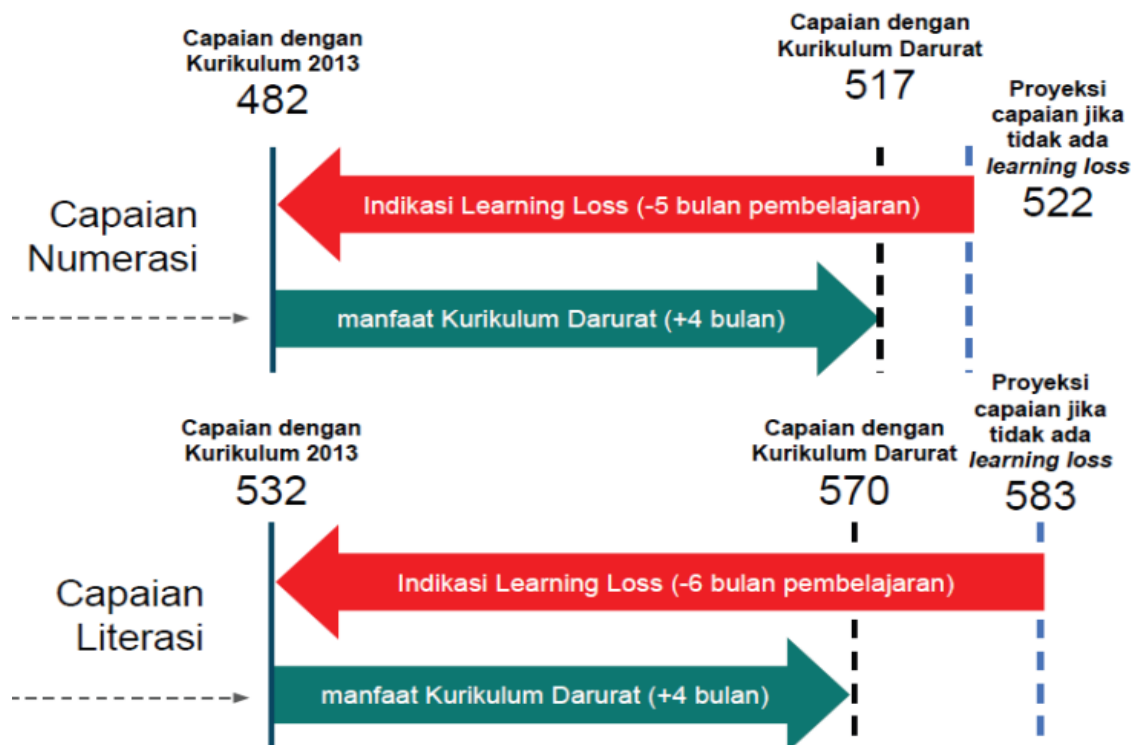 Capaian dengan
Kurikulum 2013
482
Capaian dengan
Kurikulum Darurat
517
Proyeksi
capaian jika
tidak ada
learning loss
522
Capaian
Numerasi
Indikasi Learning Loss (-5 bulan pembelajaran)
manfaat Kurikulum Darurat (+4 bulan)
Capaian dengan
Kurikulum 2013
532
Capaian dengan
Kurikulum Darurat
570
Proyeksi
capaian jika
tidak ada
learning loss
583
Capaian
Literasi
Indikasi Learning Loss (-6 bulan pembelajaran)
manfaat Kurikulum Darurat (+4 bulan)